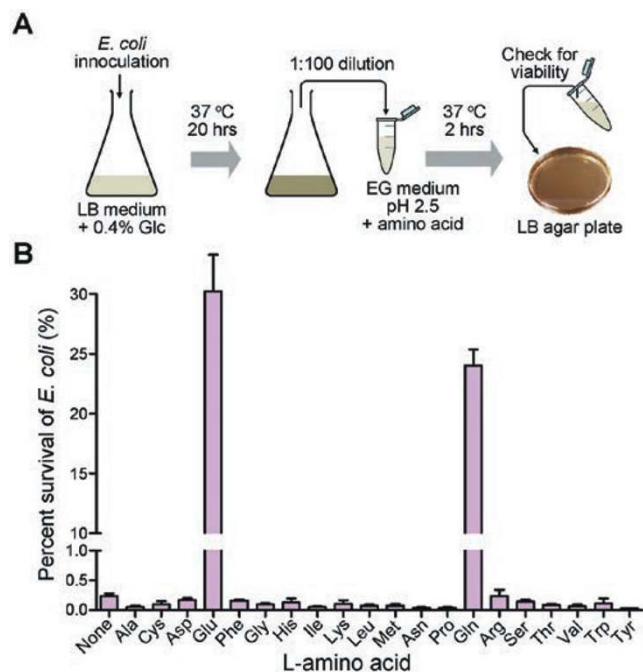 A
E. coli
innoculation
37 °C
20 hrs
LB medium
+ 0.4% Glc
1:100 dilution
EG medium
pH 2.5
+ amino acid
37 °C
2 hrs
Check for
viability
LB agar plate
B
Percent survival of E. coli (%)
30
25
20
15
10
1.0
0.5
0.0
None Ala Cys Asp Glu Phe Gly His Ile Lys Leu Met Asn Pro Gln Arg Ser Thr Val Trp Tyr
L-amino acid